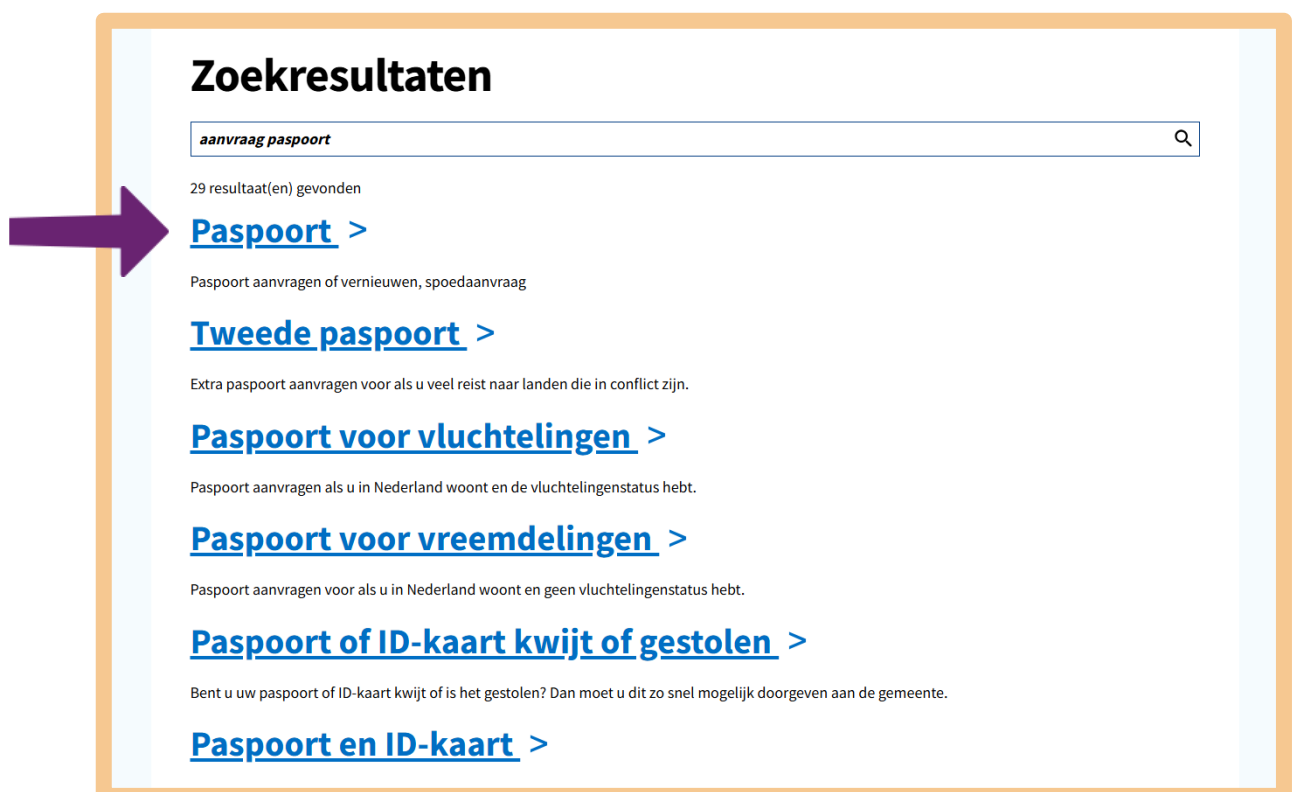 Zoekresultaten
aanvraag paspoort
29 resultaat(en) gevonden
Paspoort >
Paspoort aanvragen of vernieuwen, spoedaanvraag
Tweede paspoort >
Extra paspoort aanvragen voor als u veel reist naar landen die in conflict zijn.
Paspoort voor vluchtelingen >
Paspoort aanvragen als u in Nederland woont en de vluchtelingenstatus hebt.
Paspoort voor vreemdelingen >
Paspoort aanvragen voor als u in Nederland woont en geen vluchtelingenstatus hebt.
Paspoort of ID-kaart kwijt of gestolen >
Bent u uw paspoort of ID-kaart kwijt of is het gestolen? Dan moet u dit zo snel mogelijk doorgeven aan de gemeente.
Paspoort en ID-kaart >